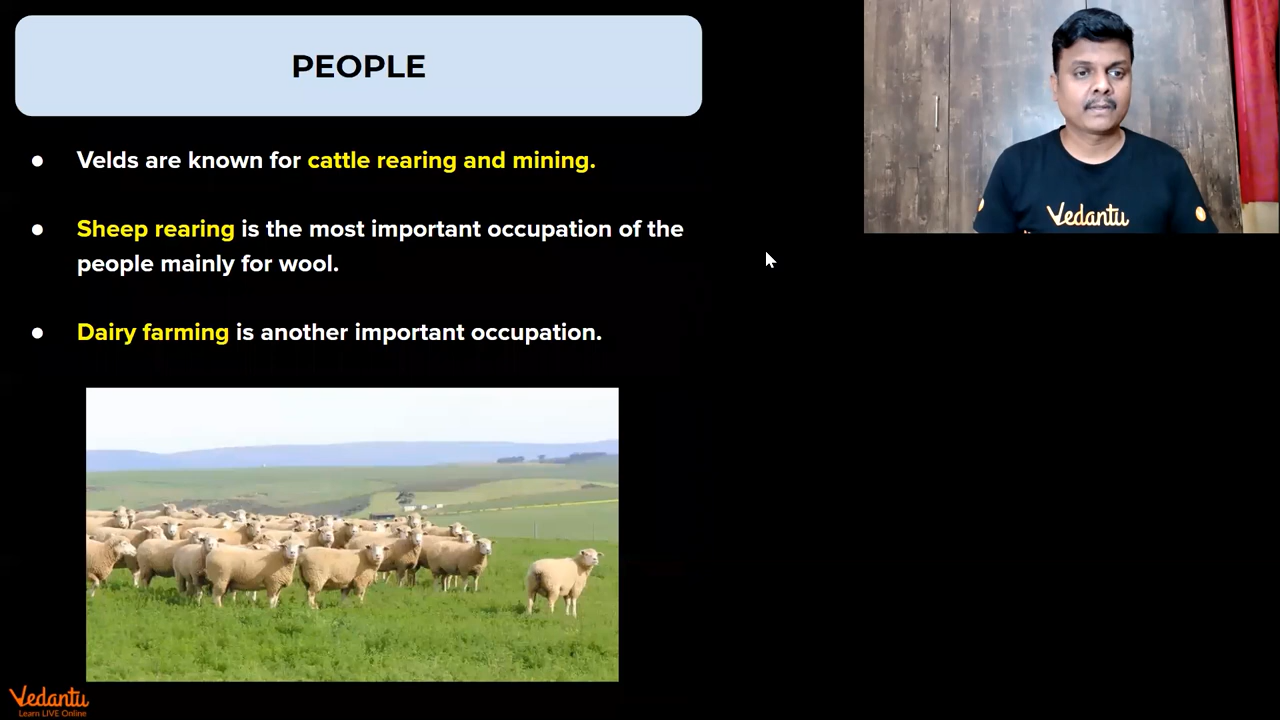 PEOPLE
● Velds are known for cattle rearing and mining.
● Sheep rearing is the most important occupation of the
people mainly for wool.
● Dairy farming is another important occupation.
Vedantu
Vedantu
Learn LIVE Online